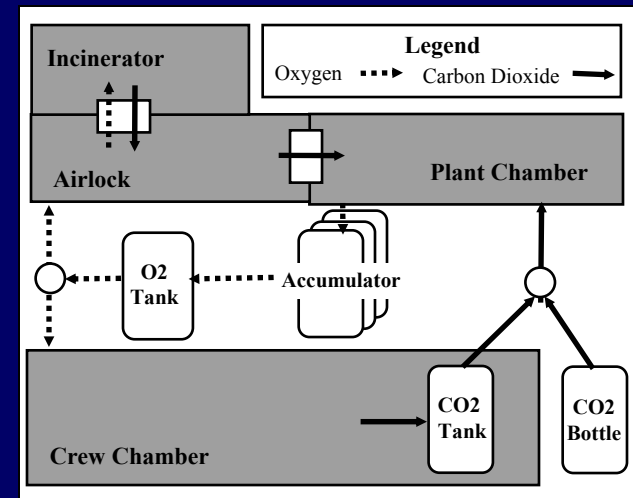 Incinerator
Legend
Oxygen
Carbon Dioxide
Airlock
Plant Chamber
O2
Tank
Accumulator
CO2
Tank
CO2
Bottle
Crew Chamber